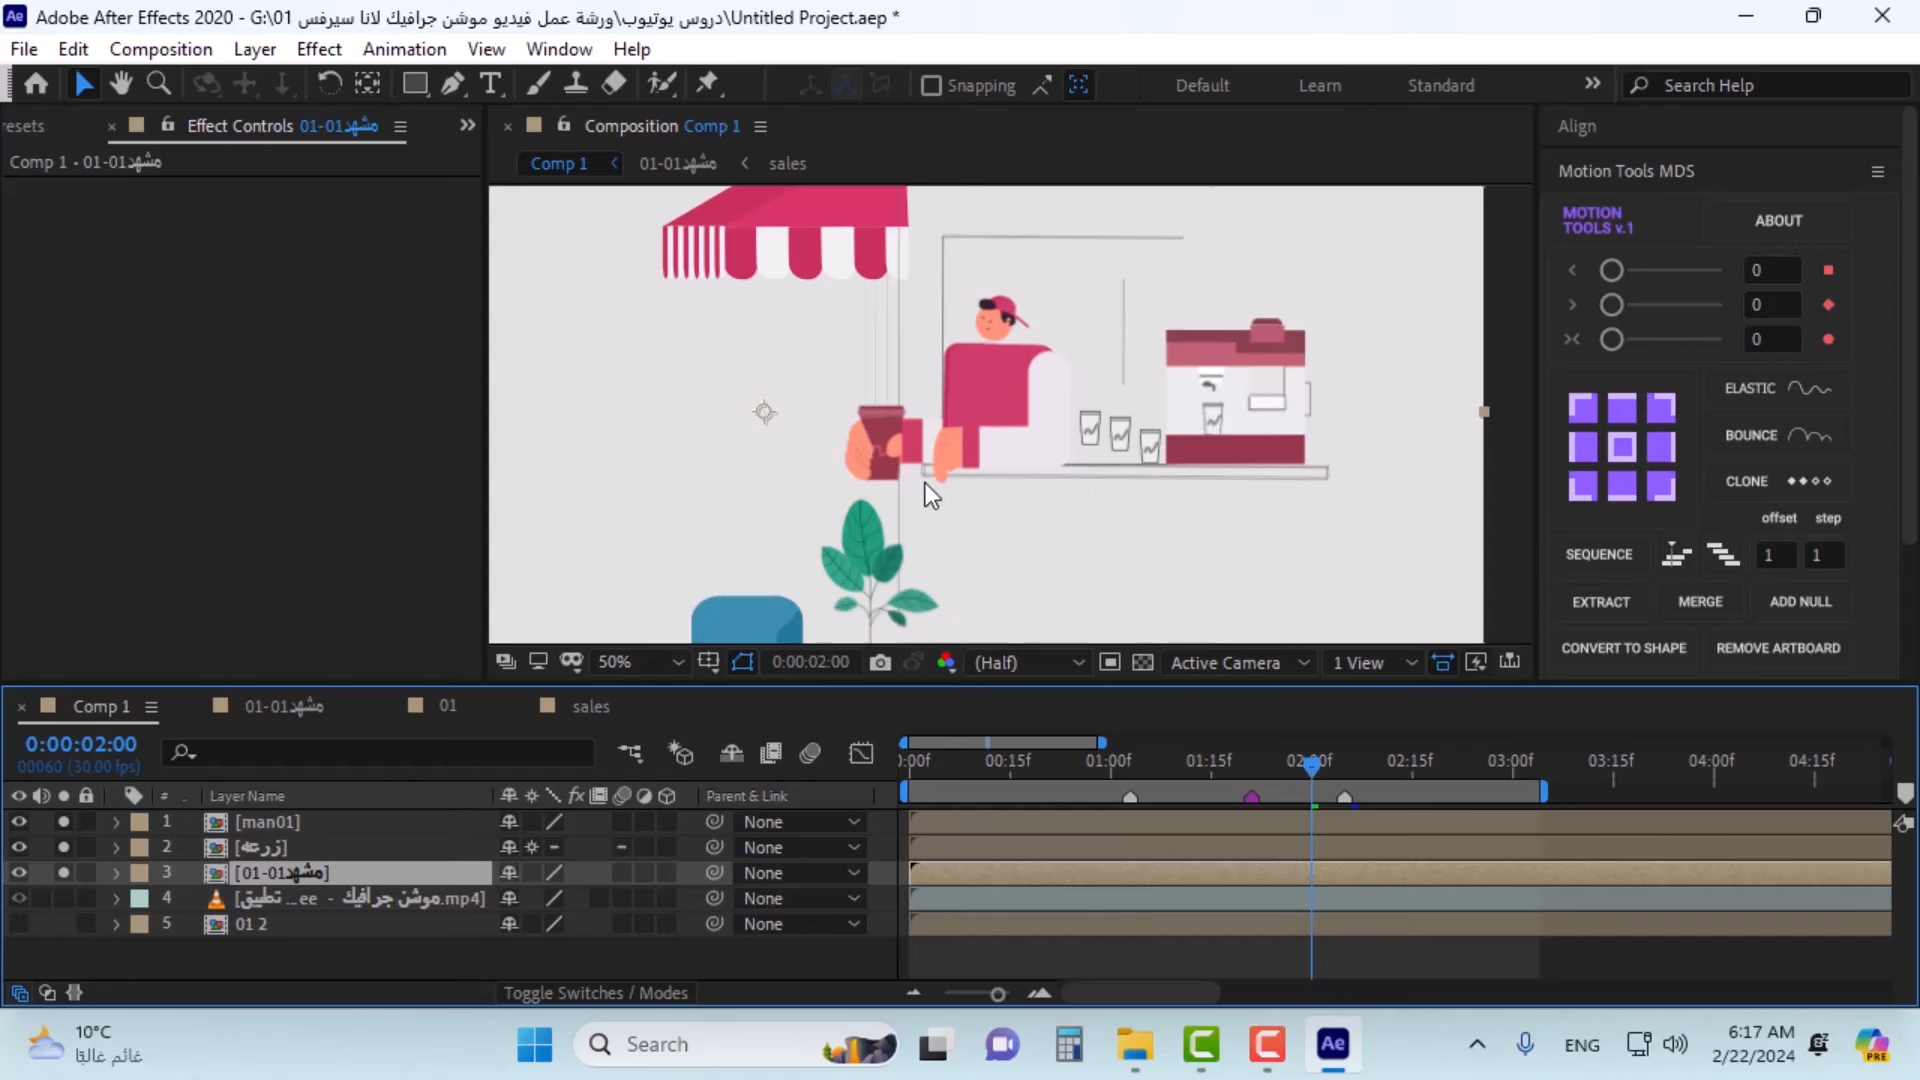 Adobe After Effects 2020 - G:\01 دروس يوتيوب\ورشة عمل فيديو موشن جرافيك لانا سيرفس\Untitled Project.aep *
File Edit Composition Layer Effect Animation View Window Help
Snapping Default Learn Standard Search Help
resets Effect Controls مشهد01-01
Composition Comp 1
Align
Comp 1 • مشهد01-01
Comp 1 مشهد01-01 sales
Motion Tools MDS
MOTION TOOLS v.1
ABOUT
0
0
0
ELASTIC
BOUNCE
CLONE
offset step
SEQUENCE 1 1
EXTRACT MERGE ADD NULL
CONVERT TO SHAPE REMOVE ARTBOARD
50% 0:00:02:00 (Half) Active Camera 1 View
Comp 1 مشهد01-01 01 sales
0:00:02:00
00060 (30.00 fps)
:00f 00:15f 01:00f 01:15f 02:00f 02:15f 03:00f 03:15f 04:00f 04:15f
# Layer Name fx Parent & Link
1 [man01] None
2 [زرعه] None
3 [مشهد01-01] None
4 [تطبيق ... ee - موشن جرافيك.mp4] None
5 01 2 None
Toggle Switches / Modes
10°C
غائم غالبًا
Search
ENG
6:17 AM
2/22/2024
PRE